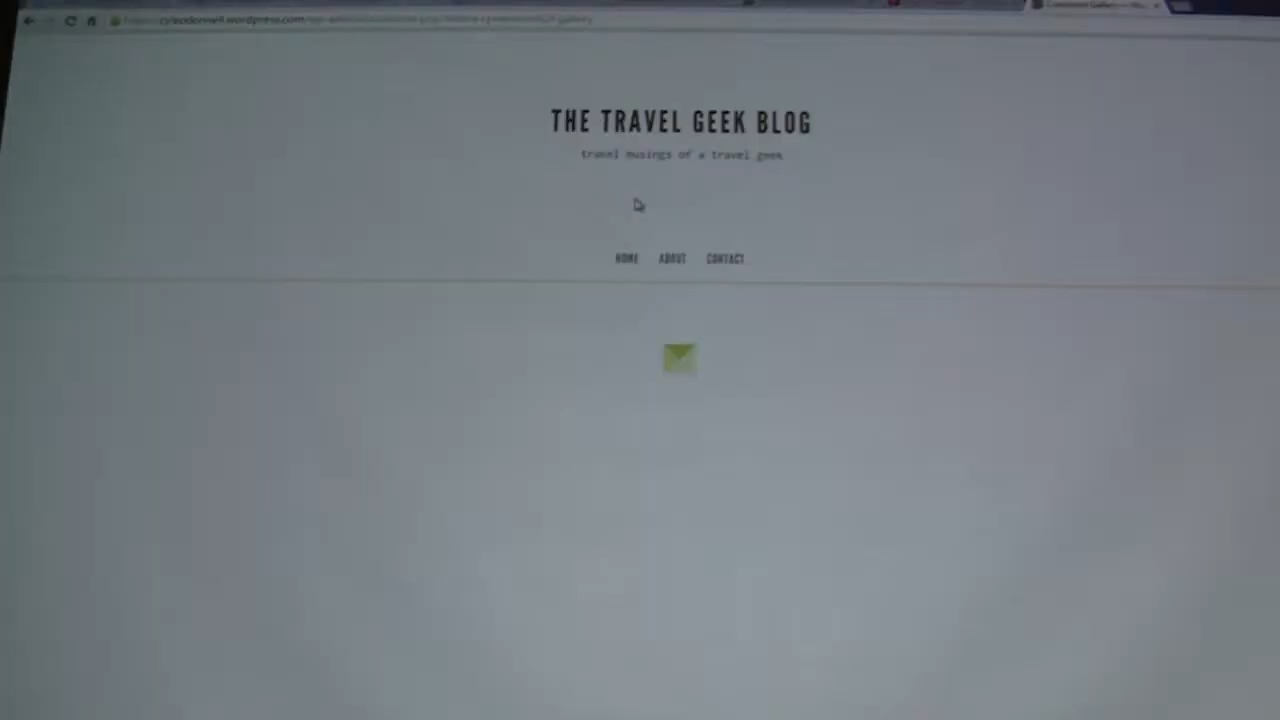 THE TRAVEL GEEK BLOG
travel musings of a travel geek
HOME ABOUT CONTACT